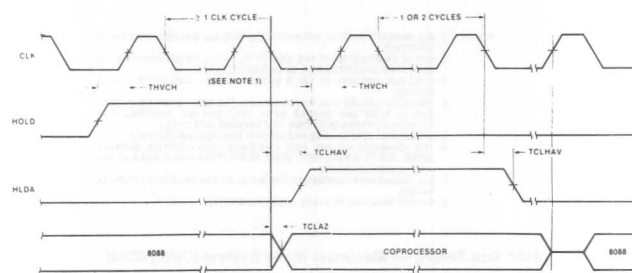 ≥ 1 CLK CYCLE
1 OR 2 CYCLES
CLK
(SEE NOTE 1)
THVCH
THVCH
HOLD
TCLHAV
TCLHAV
HLDA
TCLAZ
8088
COPROCESSOR
8088